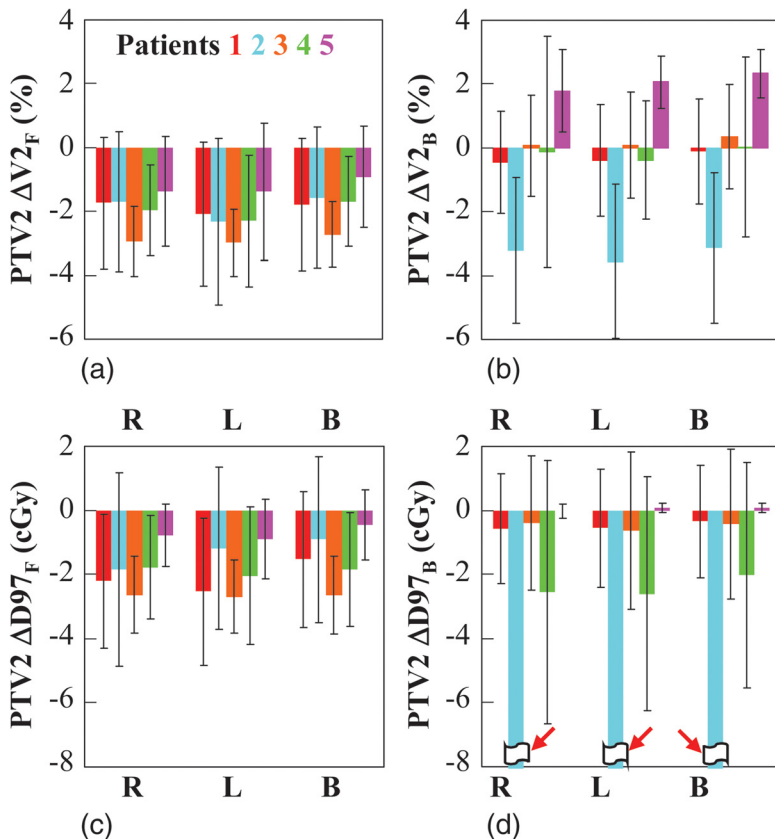 4
2
0
-2
-4
-6
PTV2 ΔV2F (%)
Patients 1 2 3 4 5
(a)
4
2
0
-2
-4
-6
PTV2 ΔV2B (%)
(b)
R L B
R L B
2
0
-2
-4
-6
-8
PTV2 ΔD97F (cGy)
R L B
(c)
2
0
-2
-4
-6
-8
PTV2 ΔD97B (cGy)
R L B
(d)